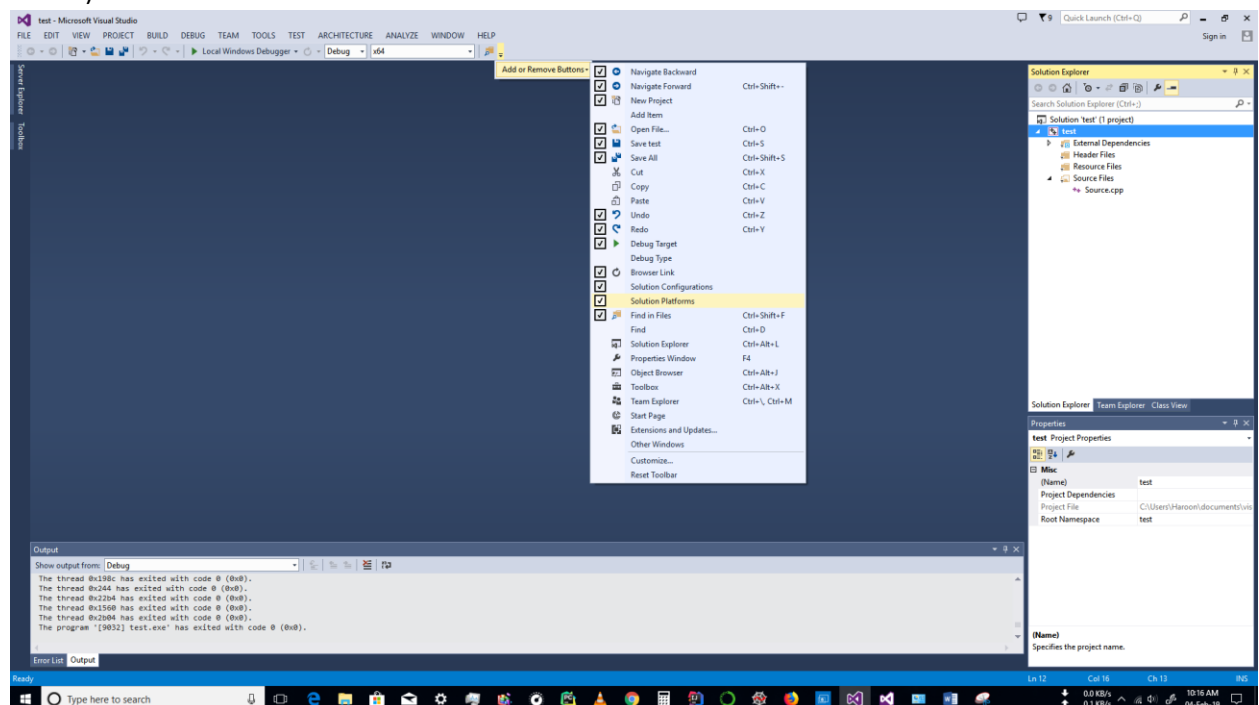 test - Microsoft Visual Studio
9
Quick Launch (Ctrl+Q)
FILE EDIT VIEW PROJECT BUILD DEBUG TEAM TOOLS TEST ARCHITECTURE ANALYZE WINDOW HELP
Sign in
Local Windows Debugger
Debug
x64
Server Explorer
Toolbox
Add or Remove Buttons
Navigate Backward
Navigate Forward Ctrl+Shift+-
New Project
Add Item
Open File... Ctrl+O
Save test Ctrl+S
Save All Ctrl+Shift+S
Cut Ctrl+X
Copy Ctrl+C
Paste Ctrl+V
Undo Ctrl+Z
Redo Ctrl+Y
Debug Target
Debug Type
Browser Link
Solution Configurations
Solution Platforms
Find in Files Ctrl+Shift+F
Find Ctrl+D
Solution Explorer Ctrl+Alt+L
Properties Window F4
Object Browser Ctrl+Alt+J
Toolbox Ctrl+Alt+X
Team Explorer Ctrl+\, Ctrl+M
Start Page
Extensions and Updates...
Other Windows
Customize...
Reset Toolbar
Solution Explorer
Search Solution Explorer (Ctrl+;)
Solution 'test' (1 project)
test
External Dependencies
Header Files
Resource Files
Source Files
Source.cpp
Solution Explorer Team Explorer Class View
Properties
test Project Properties
Misc
(Name) test
Project Dependencies
Project File C:\Users\Haroon\documents\vis
Root Namespace test
(Name)
Specifies the project name.
Output
Show output from: Debug
The thread 0x198c has exited with code 0 (0x0).
The thread 0x244 has exited with code 0 (0x0).
The thread 0x22b4 has exited with code 0 (0x0).
The thread 0x1560 has exited with code 0 (0x0).
The thread 0x2b04 has exited with code 0 (0x0).
The program '[9032] test.exe' has exited with code 0 (0x0).
Error List Output
Ready
Ln 12 Col 16 Ch 13 INS
Type here to search
0.0 KB/s
0.1 KB/s
10:16 AM
04-Feb-19